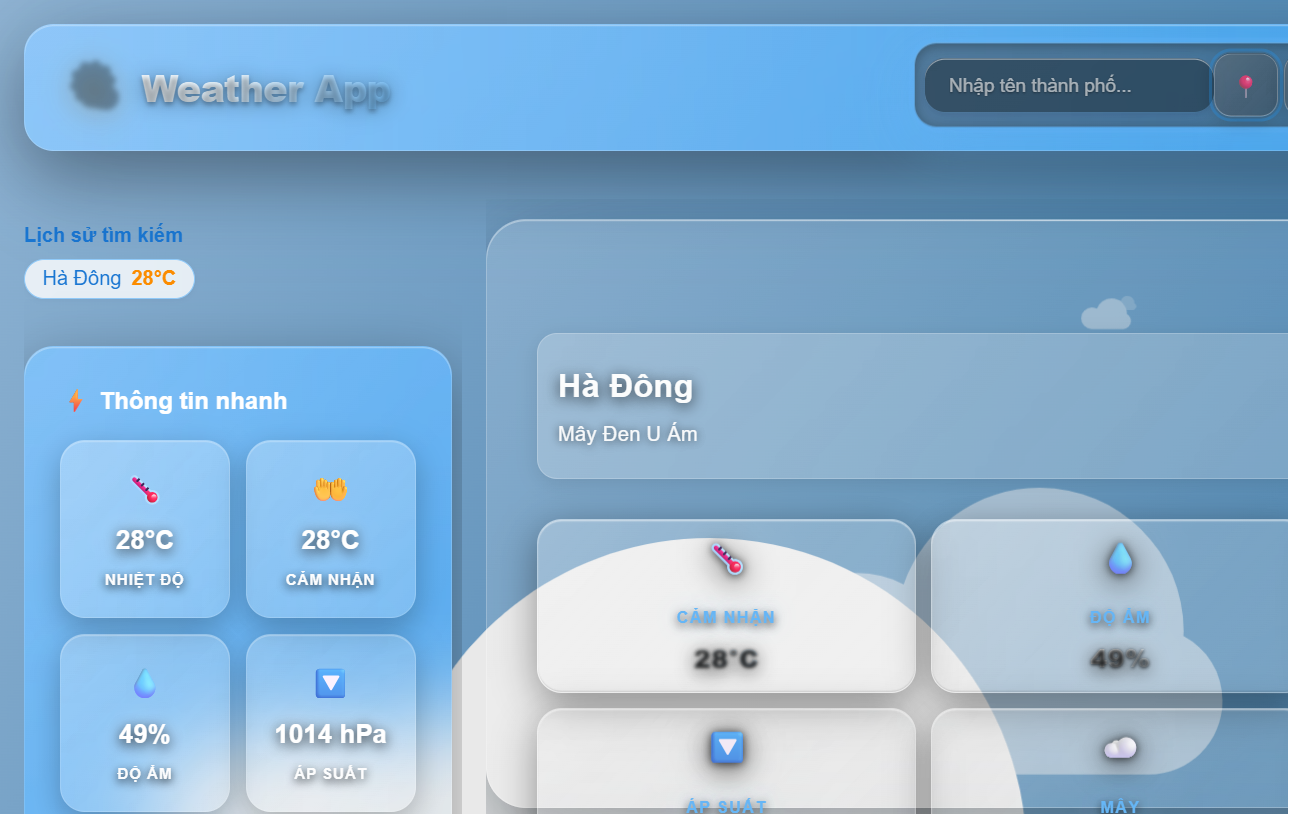 Weather App
Nhập tên thành phố...
Lịch sử tìm kiếm
Hà Đông 28°C
Thông tin nhanh
28°C
NHIỆT ĐỘ
28°C
CẢM NHẬN
49%
ĐỘ ẨM
1014 hPa
ÁP SUẤT
Hà Đông
Mây Đen U Ám
CẢM NHẬN
28°C
ĐỘ ẨM
49%
ÁP SUẤT
MÂY